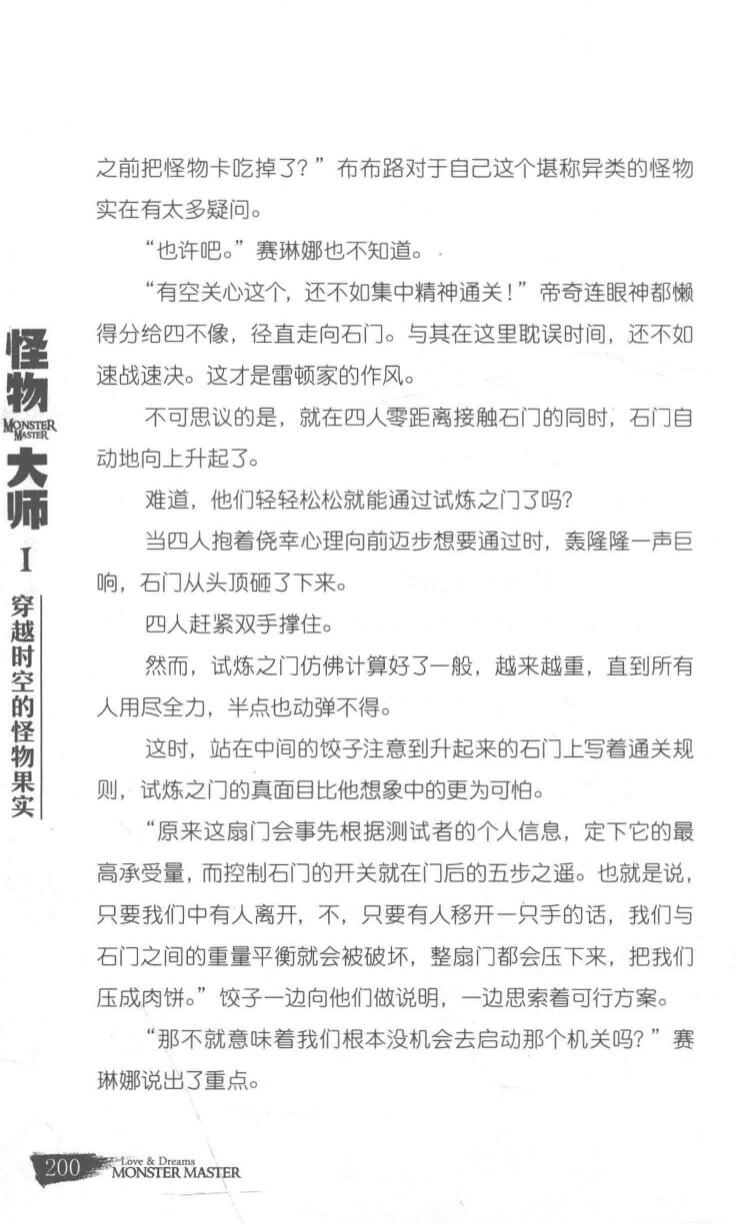 之前把怪物卡吃掉了？”布布路对于自己这个堪称异类的怪物
实在有太多疑问。
“也许吧。”赛琳娜也不知道。
“有空关心这个，还不如集中精神通关！”帝奇连眼神都懒
得分给四不像，径直走向石门。与其在这里耽误时间，还不如
速战速决。这才是雷顿家的作风。
不可思议的是，就在四人零距离接触石门的同时，石门自
动地向上升起了。
难道，他们轻轻松松就能通过试炼之门了吗？
当四人抱着侥幸心理向前迈步想要通过时，轰隆隆一声巨
响，石门从头顶砸了下来。
四人赶紧双手撑住。
然而，试炼之门仿佛计算好了一般，越来越重，直到所有
人用尽全力，半点也动弹不得。
这时，站在中间的饺子注意到升起来的石门上写着通关规
则，试炼之门的真面目比他想象中的更为可怕。
“原来这扇门会事先根据测试者的个人信息，定下它的最
高承受量，而控制石门的开关就在门后的五步之遥。也就是说，
只要我们中有人离开，不，只要有人移开一只手的话，我们与
石门之间的重量平衡就会被破坏，整扇门都会压下来，把我们
压成肉饼。”饺子一边向他们做说明，一边思索着可行方案。
“那不就意味着我们根本没机会去启动那个机关吗？”赛
琳娜说出了重点。
怪物
MONSTER
MASTER
大师
I
穿越时空的怪物果实
200
Love & Dreams
MONSTER MASTER